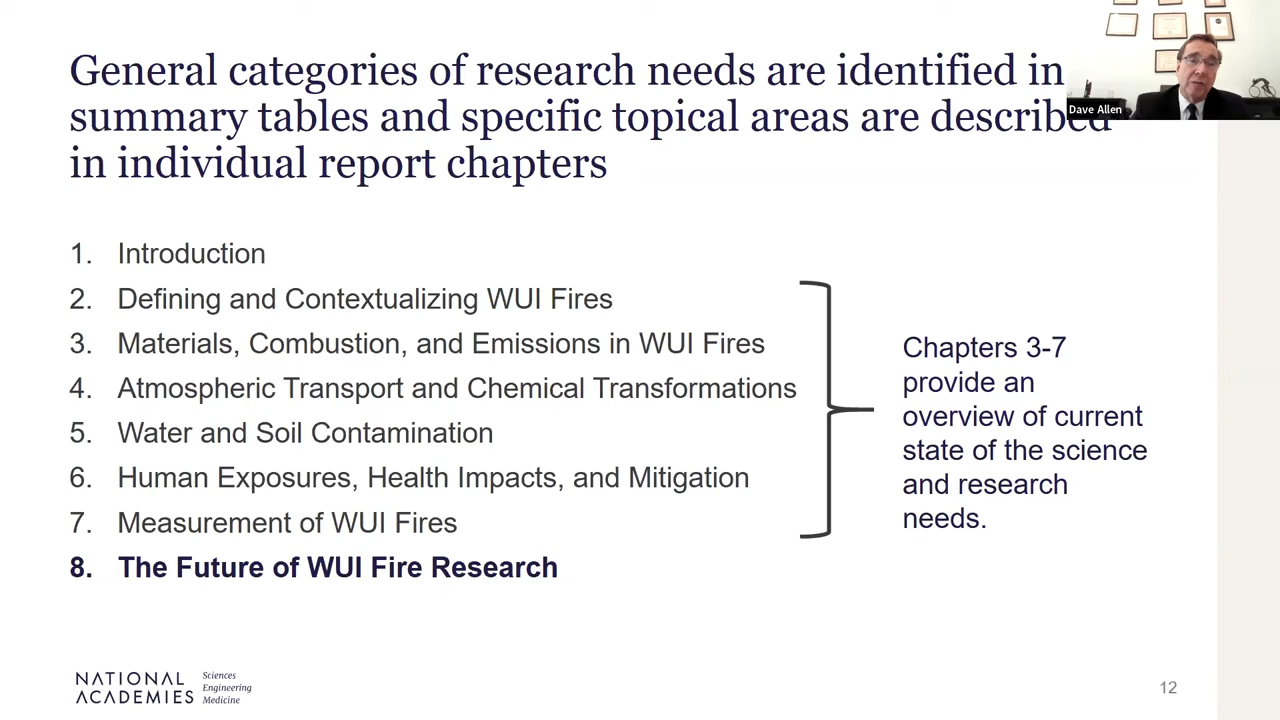 General categories of research needs are identified in
summary tables and specific topical areas are described
in individual report chapters
Dave Allen
1. Introduction
2. Defining and Contextualizing WUI Fires
3. Materials, Combustion, and Emissions in WUI Fires
4. Atmospheric Transport and Chemical Transformations
5. Water and Soil Contamination
6. Human Exposures, Health Impacts, and Mitigation
7. Measurement of WUI Fires
8. The Future of WUI Fire Research
Chapters 3-7
provide an
overview of current
state of the science
and research
needs.
NATIONAL
ACADEMIES
Sciences
Engineering
Medicine
12